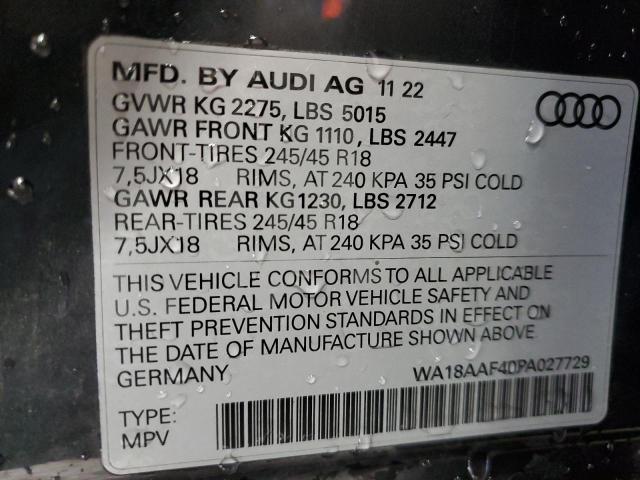 MFD. BY AUDI AG 11 22
GVWR KG 2275, LBS 5015
GAWR FRONT KG 1110, LBS 2447
FRONT-TIRES 245/45 R18
7,5JX18 RIMS, AT 240 KPA 35 PSI COLD
GAWR REAR KG1230, LBS 2712
REAR-TIRES 245/45 R18
7,5JX18 RIMS, AT 240 KPA 35 PSI COLD
THIS VEHICLE CONFORMS TO ALL APPLICABLE
U.S. FEDERAL MOTOR VEHICLE SAFETY AND
THEFT PREVENTION STANDARDS IN EFFECT ON
THE DATE OF MANUFACTURE SHOWN ABOVE
GERMANY WA18AAF40PA027729
TYPE:
MPV